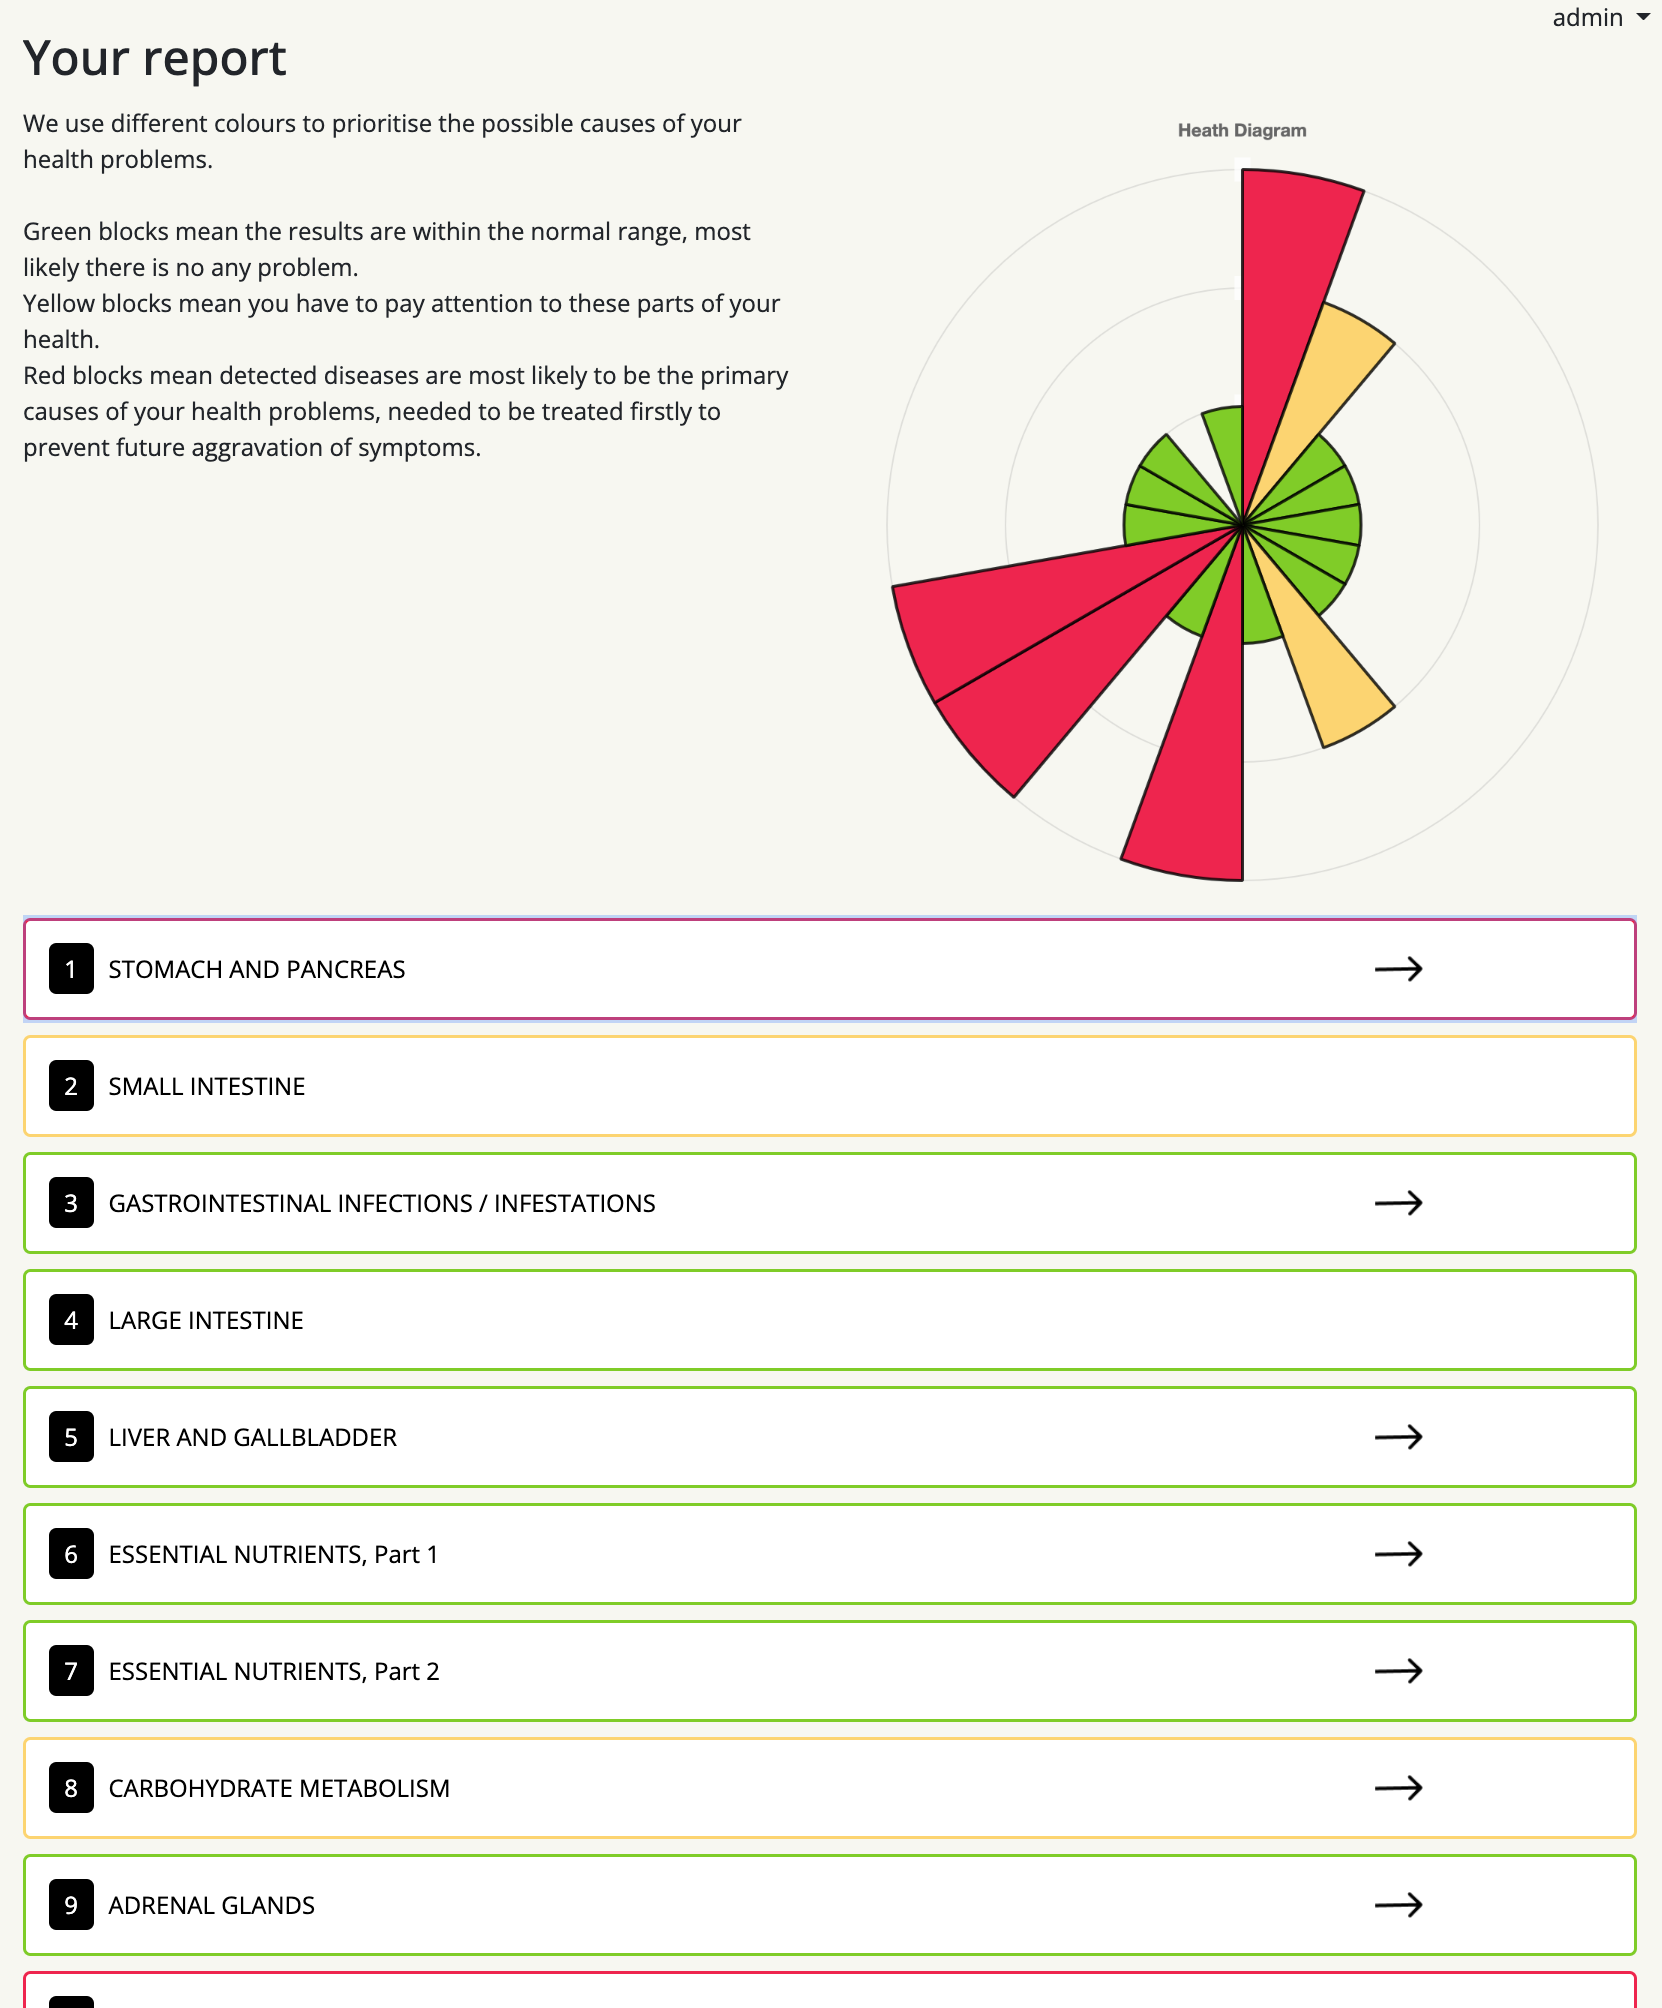 admin
Your report
We use different colours to prioritise the possible causes of your
health problems.
Green blocks mean the results are within the normal range, most
likely there is no any problem.
Yellow blocks mean you have to pay attention to these parts of your
health.
Red blocks mean detected diseases are most likely to be the primary
causes of your health problems, needed to be treated firstly to
prevent future aggravation of symptoms.
Heath Diagram
1 STOMACH AND PANCREAS
2 SMALL INTESTINE
3 GASTROINTESTINAL INFECTIONS / INFESTATIONS
4 LARGE INTESTINE
5 LIVER AND GALLBLADDER
6 ESSENTIAL NUTRIENTS, Part 1
7 ESSENTIAL NUTRIENTS, Part 2
8 CARBOHYDRATE METABOLISM
9 ADRENAL GLANDS